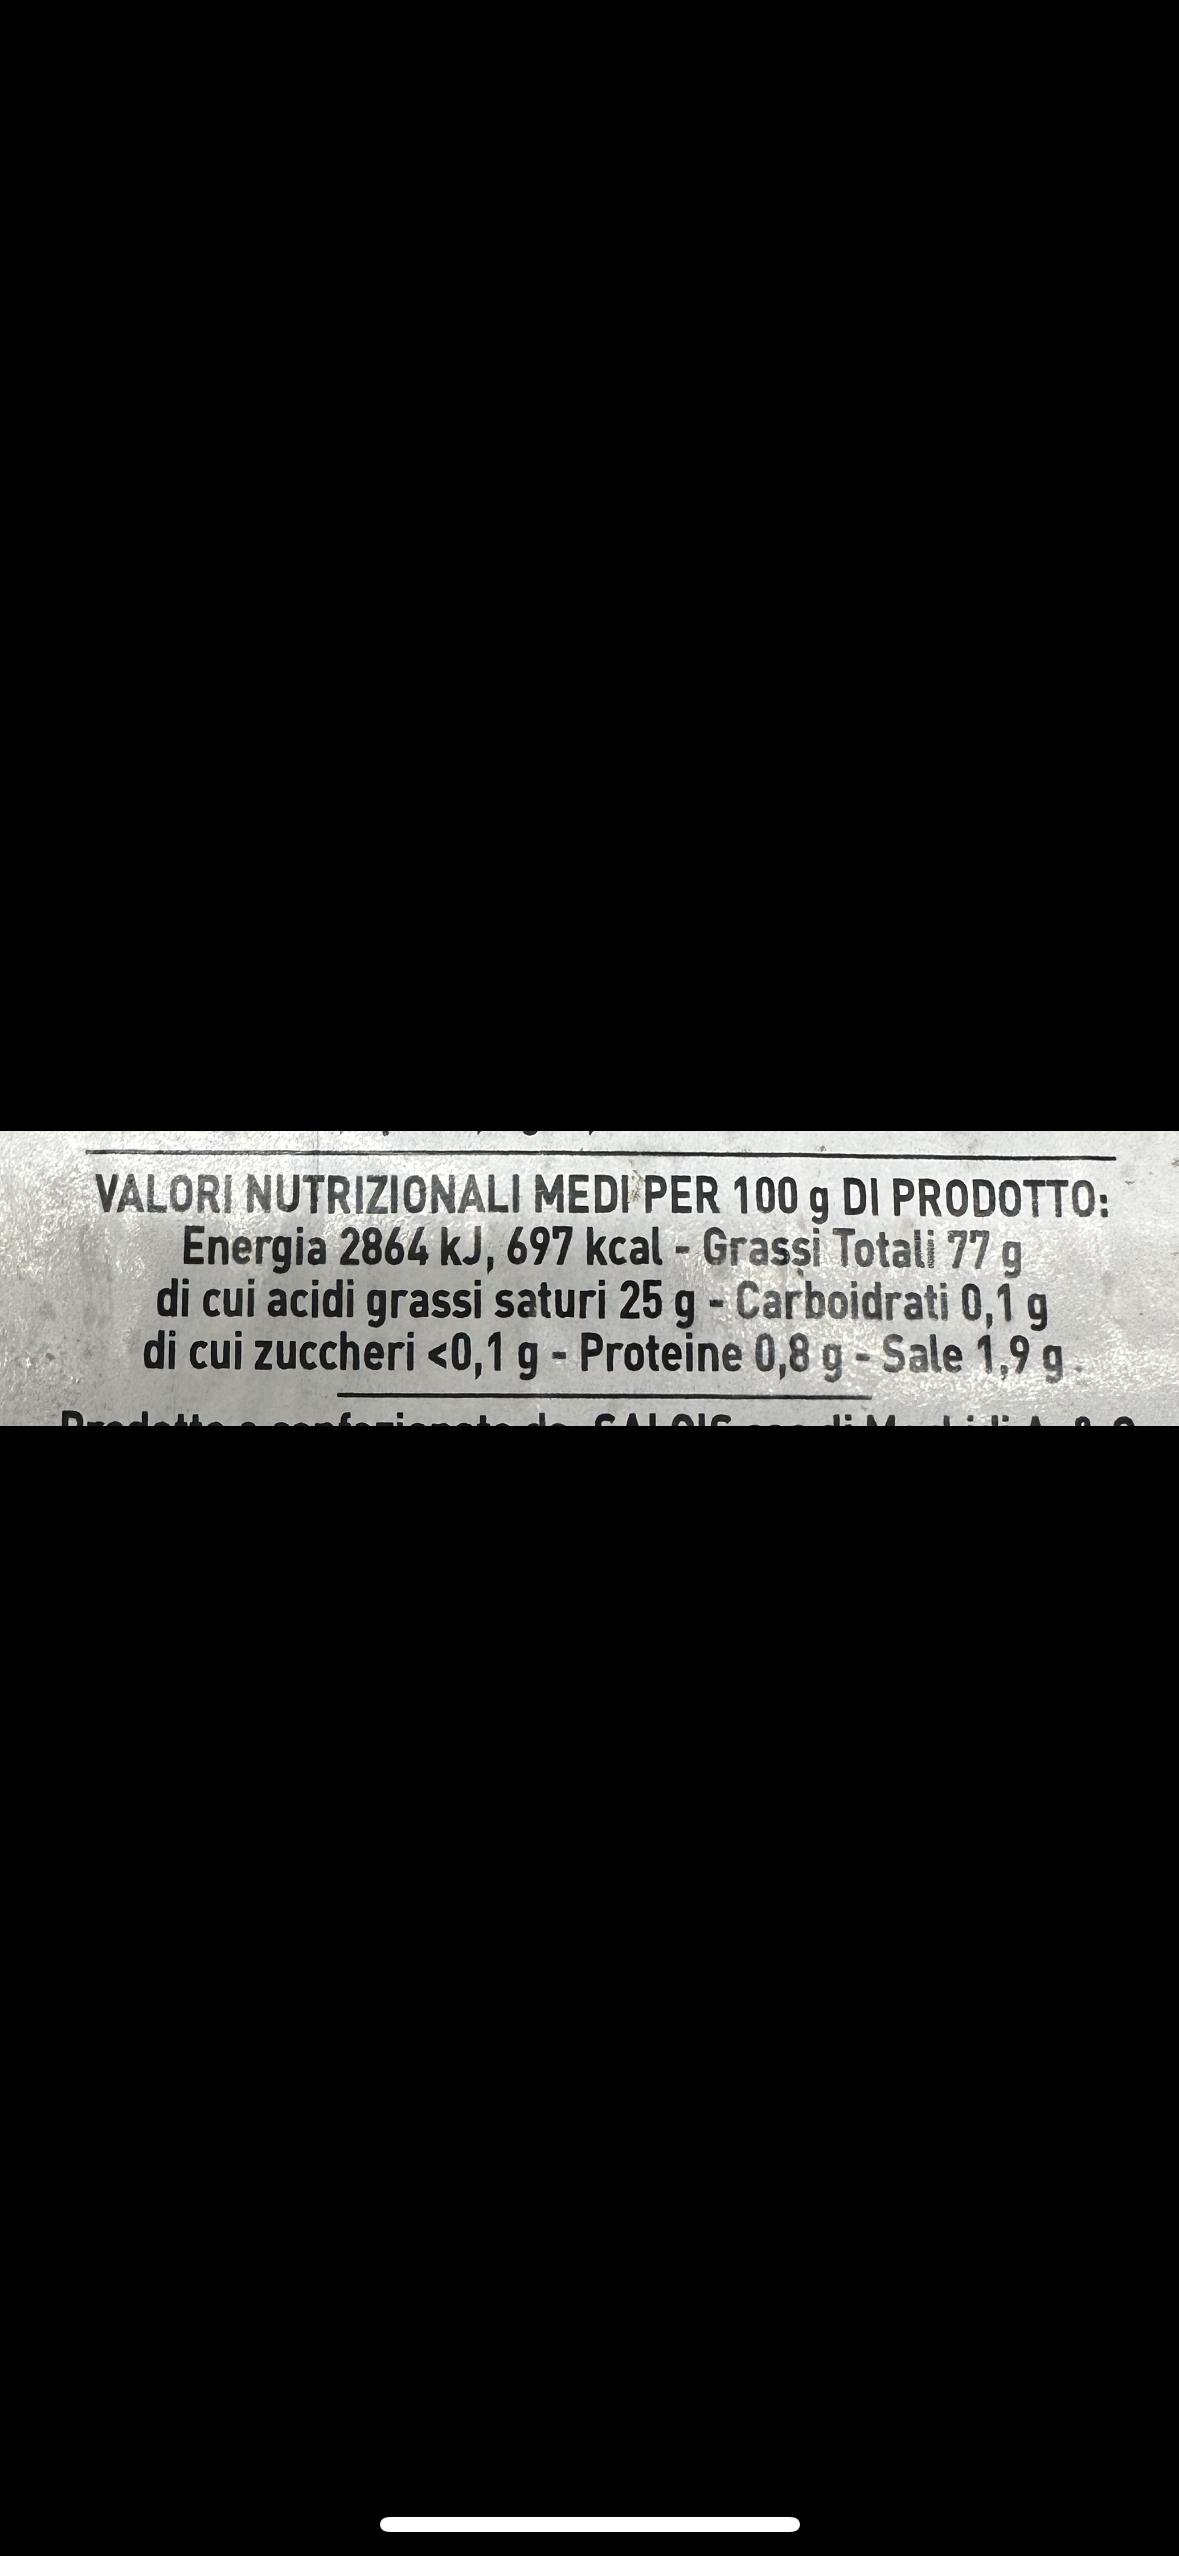 VALORI NUTRIZIONALI MEDI PER 100 g DI PRODOTTO:
Energia 2864 kJ, 697 kcal - Grassi Totali 77 g
di cui acidi grassi saturi 25 g - Carboidrati 0,1 g
di cui zuccheri <0,1 g - Proteine 0,8 g - Sale 1,9 g